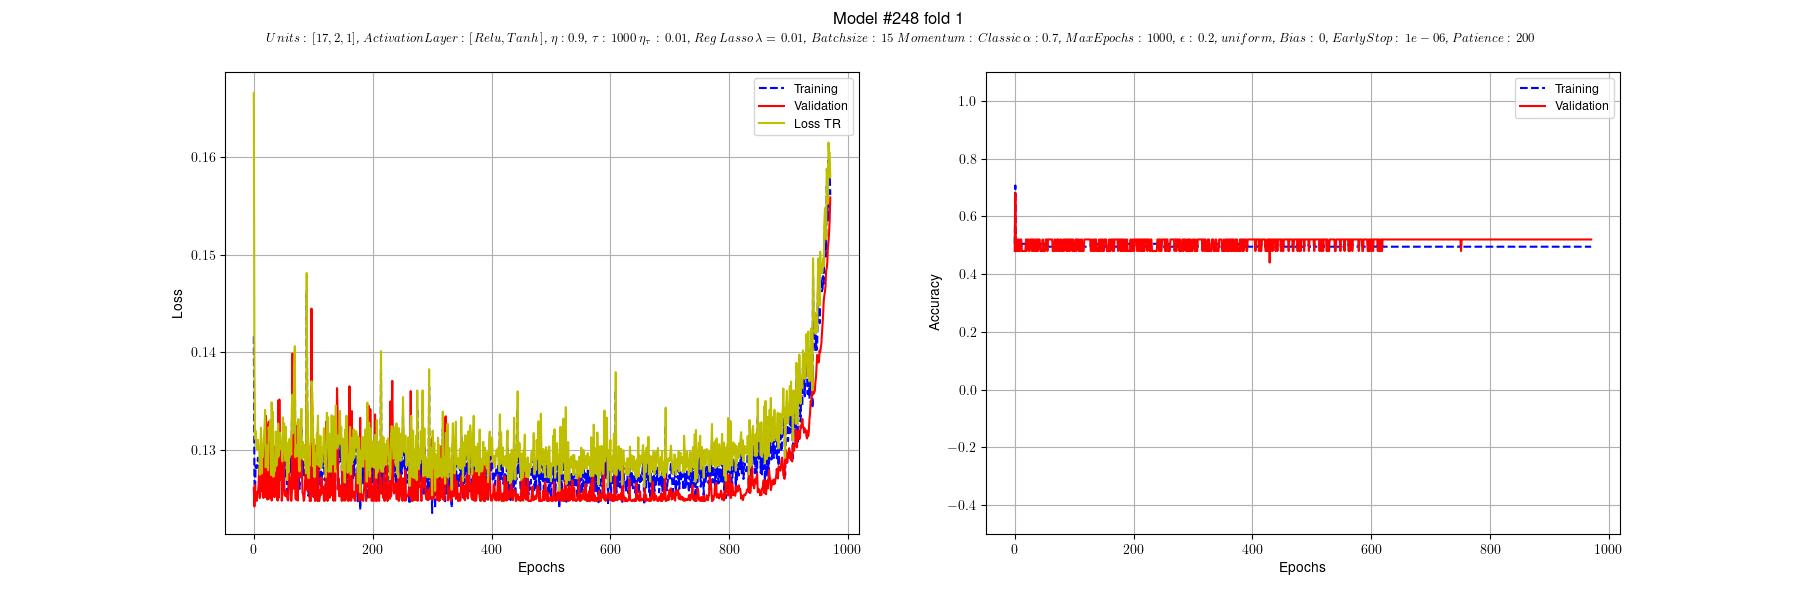 Model #248 fold 1
Units : [17, 2, 1], ActivationLayer : [Relu, Tanh], η : 0.9, τ : 1000 ητ : 0.01, Reg Lasso λ = 0.01, Batchsize : 15 Momentum : Classic α : 0.7, MaxEpochs : 1000, ϵ : 0.2, uniform, Bias : 0, EarlyStop : 1e − 06, Patience : 200
Training
Validation
Loss TR
0.16
0.15
0.14
0.13
Loss
0 200 400 600 800 1000
Epochs
Training
Validation
1.0
0.8
0.6
0.4
0.2
0.0
−0.2
−0.4
Accuracy
0 200 400 600 800 1000
Epochs